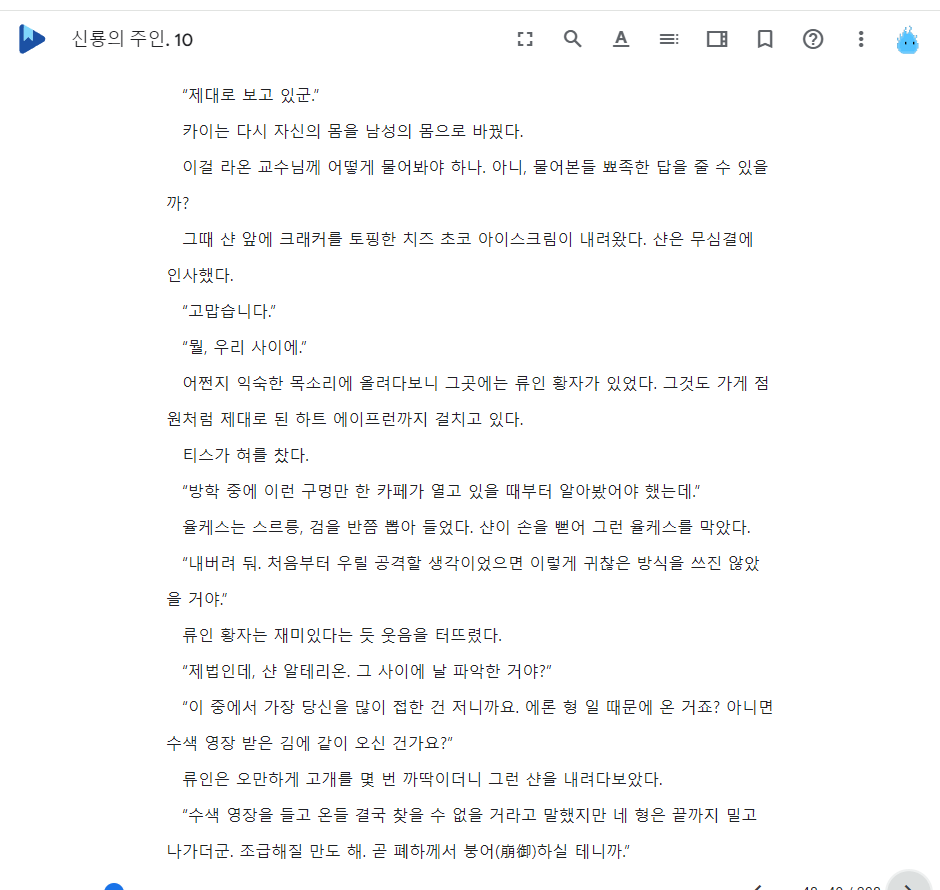 신룡의 주인. 10
“제대로 보고 있군.”
카이는 다시 자신의 몸을 남성의 몸으로 바꿨다.
이걸 라온 교수님께 어떻게 물어봐야 하나. 아니, 물어본들 뾰족한 답을 줄 수 있을
까?
그때 샨 앞에 크래커를 토핑한 치즈 초코 아이스크림이 내려왔다. 샨은 무심결에
인사했다.
“고맙습니다.”
“뭘, 우리 사이에.”
어쩐지 익숙한 목소리에 올려다보니 그곳에는 류인 황자가 있었다. 그것도 가게 점
원처럼 제대로 된 하트 에이프런까지 걸치고 있다.
티스가 혀를 찼다.
“방학 중에 이런 구멍만 한 카페가 열고 있을 때부터 알아봤어야 했는데.”
율케스는 스르릉, 검을 반쯤 뽑아 들었다. 샨이 손을 뻗어 그런 율케스를 막았다.
“내버려 둬. 처음부터 우릴 공격할 생각이었으면 이렇게 귀찮은 방식을 쓰진 않았
을 거야.”
류인 황자는 재미있다는 듯 웃음을 터뜨렸다.
“제법인데, 샨 알테리온. 그 사이에 날 파악한 거야?”
“이 중에서 가장 당신을 많이 접한 건 저니까요. 에론 형 일 때문에 온 거죠? 아니면
수색 영장 받은 김에 같이 오신 건가요?”
류인은 오만하게 고개를 몇 번 까딱이더니 그런 샨을 내려다보았다.
“수색 영장을 들고 온들 결국 찾을 수 없을 거라고 말했지만 네 형은 끝까지 밀고
나가더군. 조급해질 만도 해. 곧 폐하께서 붕어(崩御)하실 테니까.”